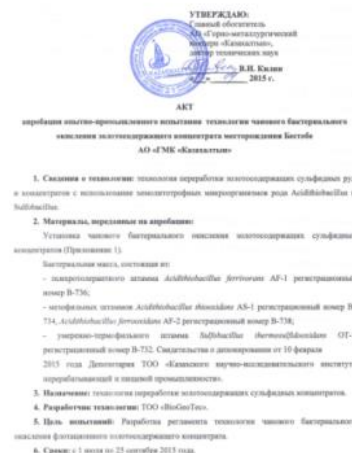 УТВЕРЖДАЮ:
Главный обогатитель
АО «Горно-металлургический
концерн «Казахалтын»,
доктор технических наук
В.И. Килин
2015 г.
АКТ
апробации опытно-промышленного испытания технологии чанового бактериального
окисления золотосодержащего концентрата месторождения Бестобе
АО «ГМК «Казахалтын»
1. Сведения о технологии: технология переработки золотосодержащих сульфидных руд
и концентратов с использование хемолитотрофных микроорганизмов рода Acidithiobacillus
Sulfobacillus.
2. Материалы, переданные на апробацию:
Установка чанового бактериального окисления золотосодержащих сульфидных
концентратов (Приложение 1).
Бактериальная масса, состоящая из:
- психротолерантного штамма Acidithiobacillus ferrivorans AF-1 регистрационный
номер В-736;
- мезофильных штаммов Acidithiobacillus thiooxidans AS-1 регистрационный номер В-
734, Acidithiobacillus ferrooxidans AF-2 регистрационный номер В-738;
- умеренно-термофильного штамма Sulfobacillus thermosulfidooxidans OT-
регистрационный номер В-732. Свидетельства о депонировании от 10 февраля
2015 года Депозитария ТОО «Казахского научно-исследовательского института
перерабатывающей и пищевой промышленности».
3. Назначение: технология переработки золотосодержащих сульфидных концентратов.
4. Разработчик технологии: ТОО «BioGeoTec».
5. Цель испытаний: Разработка регламента технологии чанового бактериального
окисления флотационного золотосодержащего концентрата.
6. Сроки: с 1 июля по 25 сентября 2015 года.